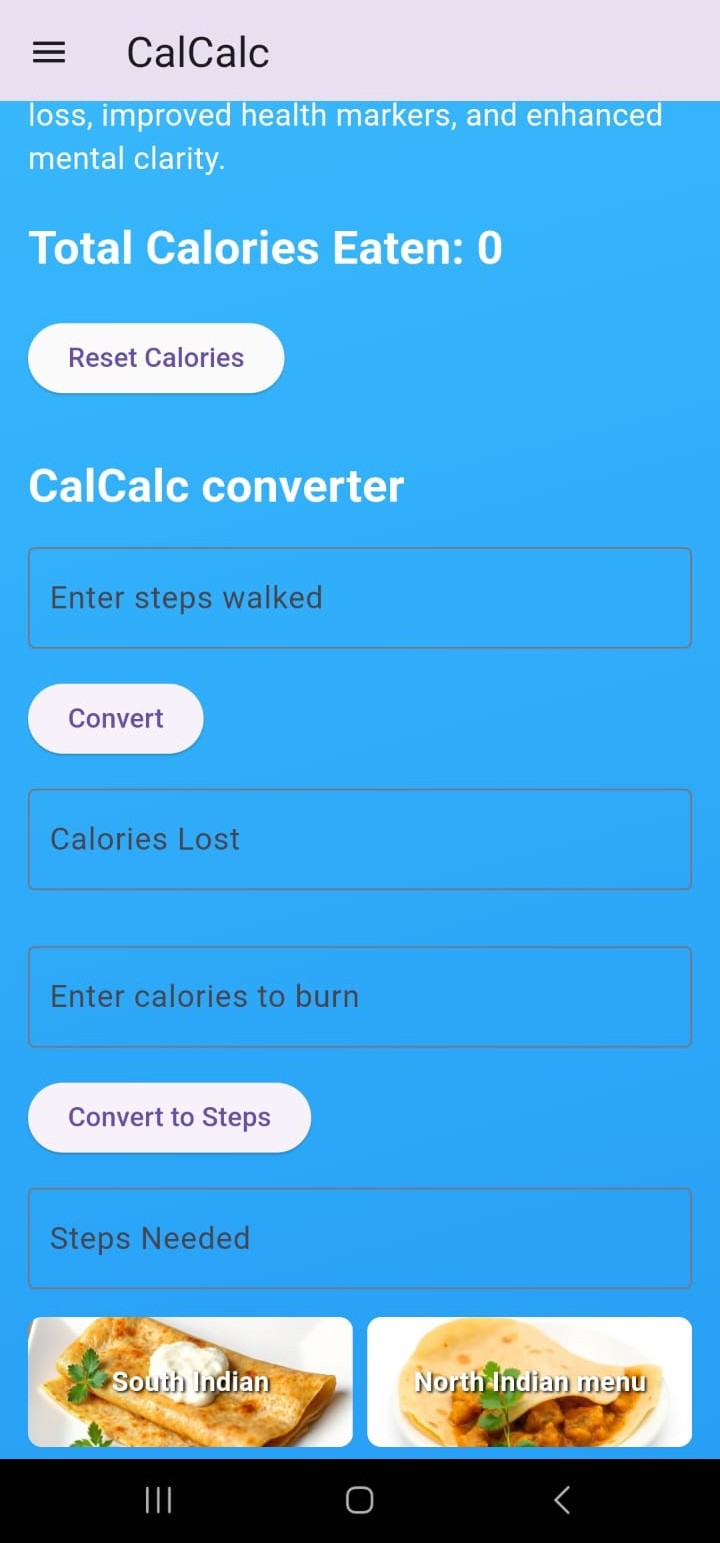 CalCalc
loss, improved health markers, and enhanced
mental clarity.
Total Calories Eaten: 0
Reset Calories
CalCalc converter
Enter steps walked
Convert
Calories Lost
Enter calories to burn
Convert to Steps
Steps Needed
South Indian
North Indian menu